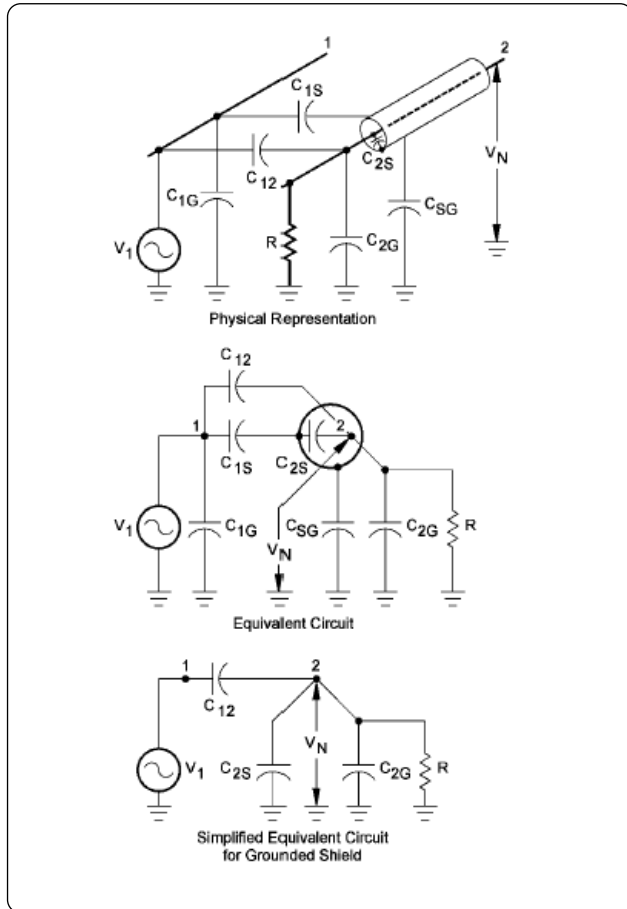 1
2
C1S
C12
C2S
VN
C1G
CSG
R
C2G
V1
Physical Representation
C12
1
2
C1S
C2S
V1
C1G
CSG
C2G
R
VN
Equivalent Circuit
1
2
C12
VN
V1
C2S
C2G
R
Simplified Equivalent Circuit
for Grounded Shield